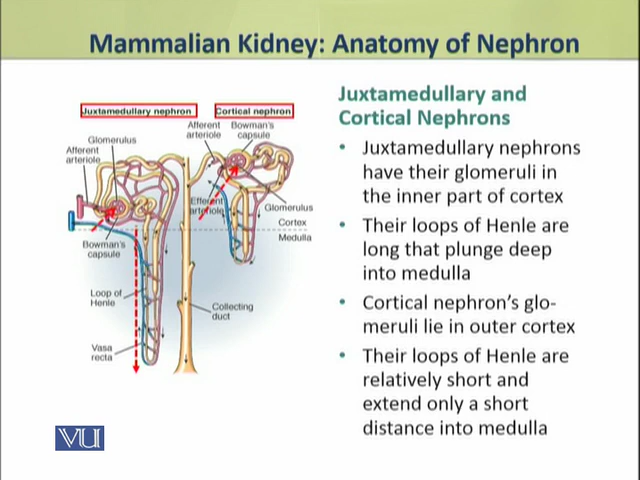 Mammalian Kidney: Anatomy of Nephron
Juxtamedullary nephron
Cortical nephron
Afferent
arteriole
Bowman's
capsule
Glomerulus
Afferent
arteriole
Efferent
arteriole
Glomerulus
Cortex
Medulla
Bowman's
capsule
Loop of
Henle
Collecting
duct
Vasa
recta
Juxtamedullary and
Cortical Nephrons
• Juxtamedullary nephrons
have their glomeruli in
the inner part of cortex
• Their loops of Henle are
long that plunge deep
into medulla
• Cortical nephron's glo-
meruli lie in outer cortex
• Their loops of Henle are
relatively short and
extend only a short
distance into medulla
VU